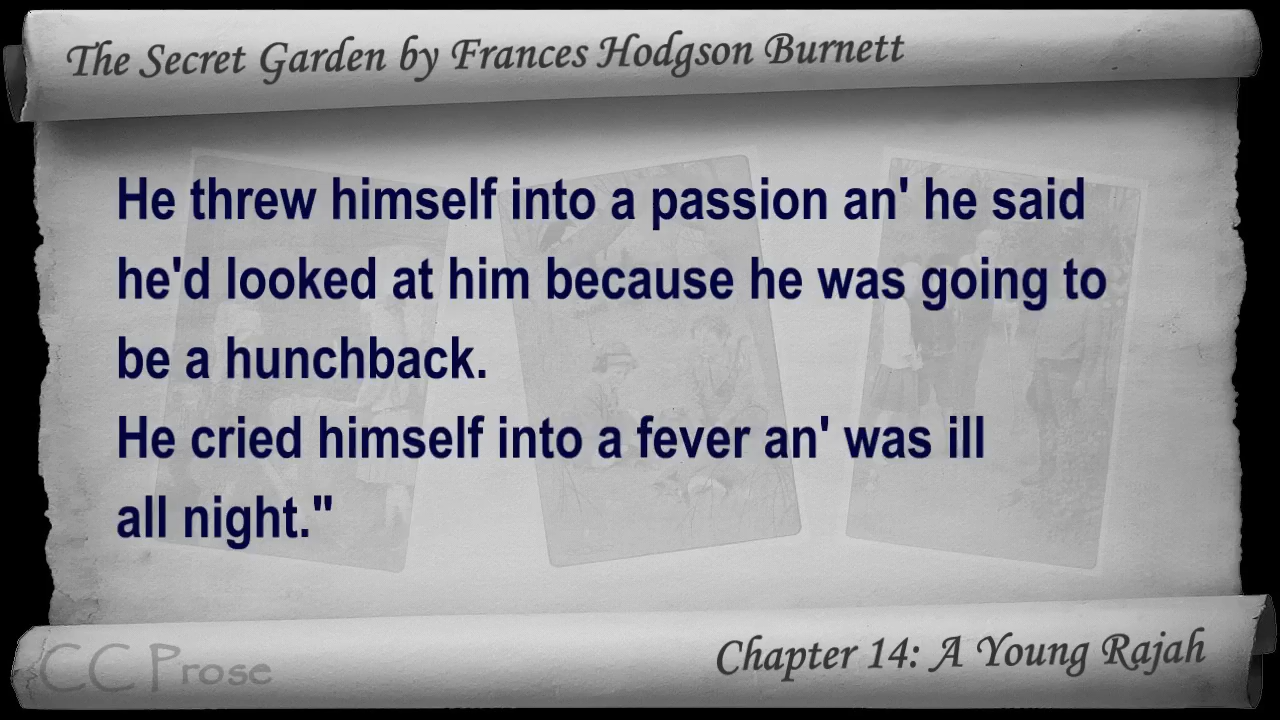 The Secret Garden by Frances Hodgson Burnett
He threw himself into a passion an' he said
he'd looked at him because he was going to
be a hunchback.
He cried himself into a fever an' was ill
all night."
CC Prose
Chapter 14: A Young Rajah